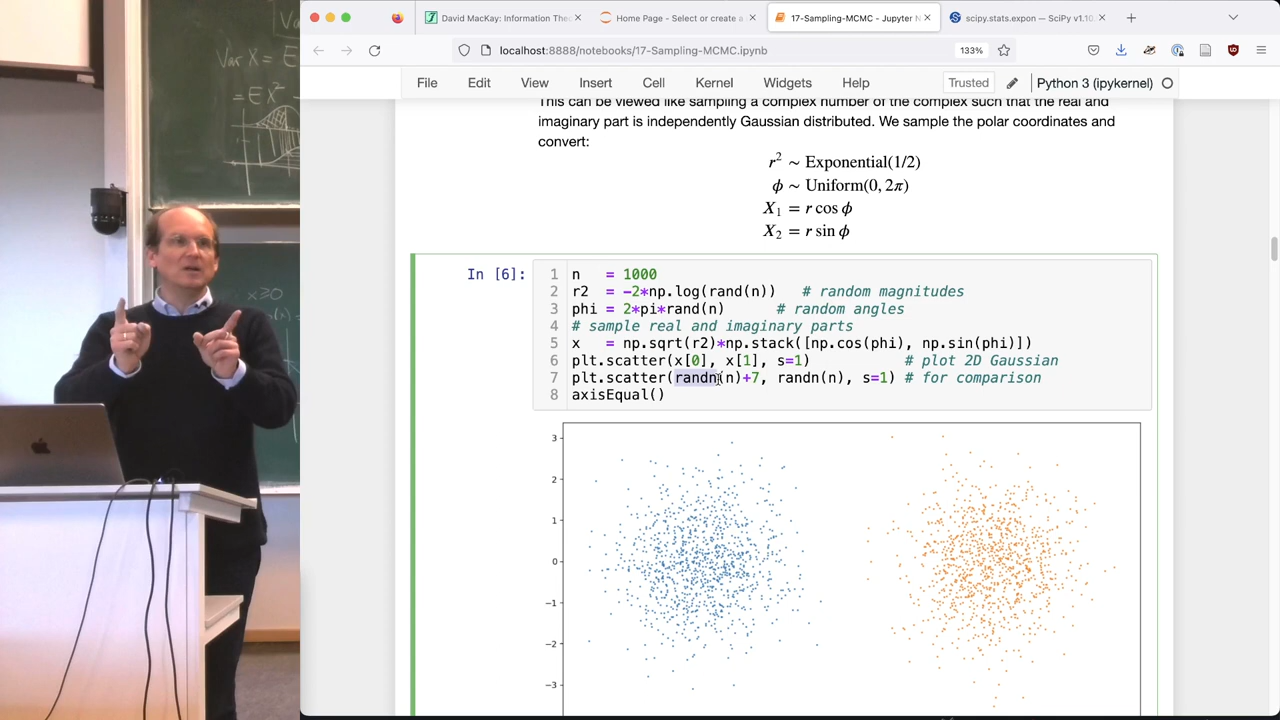 Var X = E
= EX²
x≥0
David MacKay: Information The
Home Page - Select or create a
17-Sampling-MCMC - Jupyter N
scipy.stats.expon — SciPy v1.10
localhost:8888/notebooks/17-Sampling-MCMC.ipynb
133%
File Edit View Insert Cell Kernel Widgets Help
Trusted
Python 3 (ipykernel)
This can be viewed like sampling a complex number of the complex such that the real and
imaginary part is independently Gaussian distributed. We sample the polar coordinates and
convert:
r² ∼ Exponential(1/2)
ϕ ∼ Uniform(0, 2π)
X₁ = r cos ϕ
X₂ = r sin ϕ
In [6]:
1 n   = 1000
2 r2  = -2*np.log(rand(n))   # random magnitudes
3 phi = 2*pi*rand(n)      # random angles
4 # sample real and imaginary parts
5 x   = np.sqrt(r2)*np.stack([np.cos(phi), np.sin(phi)])
6 plt.scatter(x[0], x[1], s=1)           # plot 2D Gaussian
7 plt.scatter(randn(n)+7, randn(n), s=1) # for comparison
8 axisEqual()
3
2
1
0
−1
−2
−3